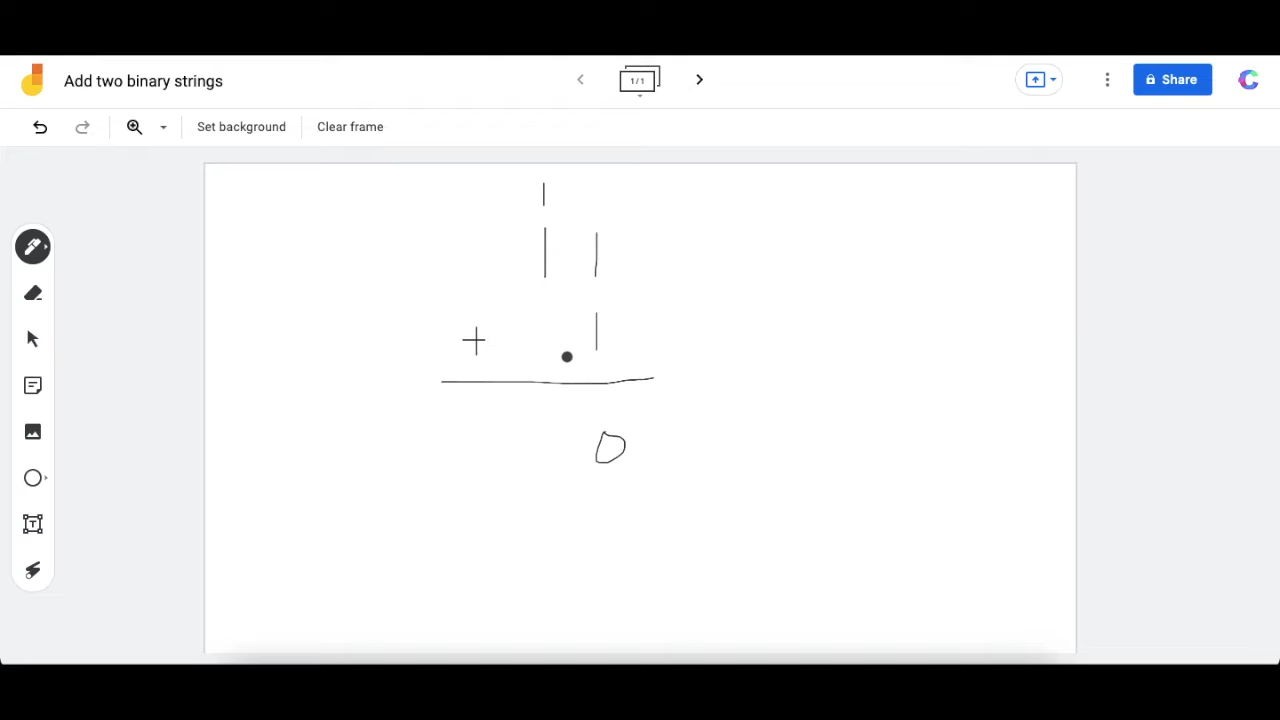 Add two binary strings
1/1
Share
Set background
Clear frame
1
1 1
+ 1
0